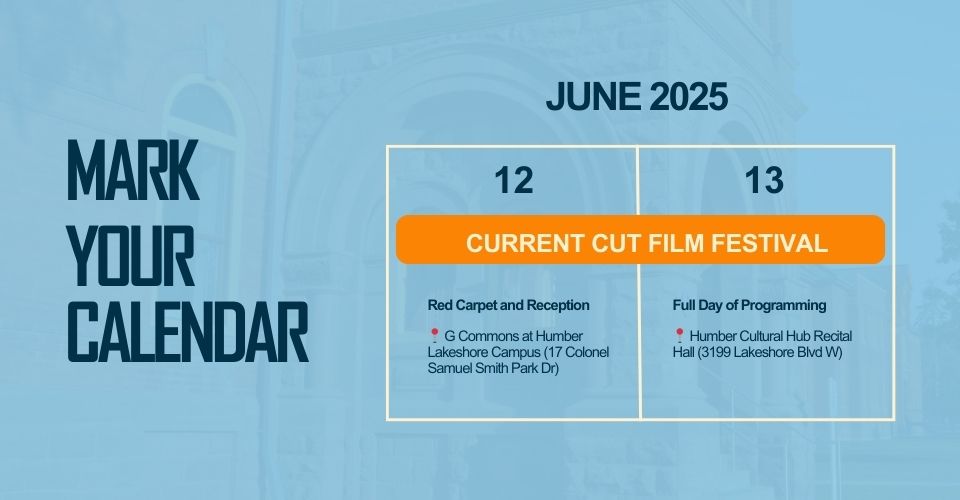 MARK
YOUR
CALENDAR
JUNE 2025
12
13
CURRENT CUT FILM FESTIVAL
Red Carpet and Reception
📍 G Commons at Humber
Lakeshore Campus (17 Colonel
Samuel Smith Park Dr)
Full Day of Programming
📍 Humber Cultural Hub Recital
Hall (3199 Lakeshore Blvd W)